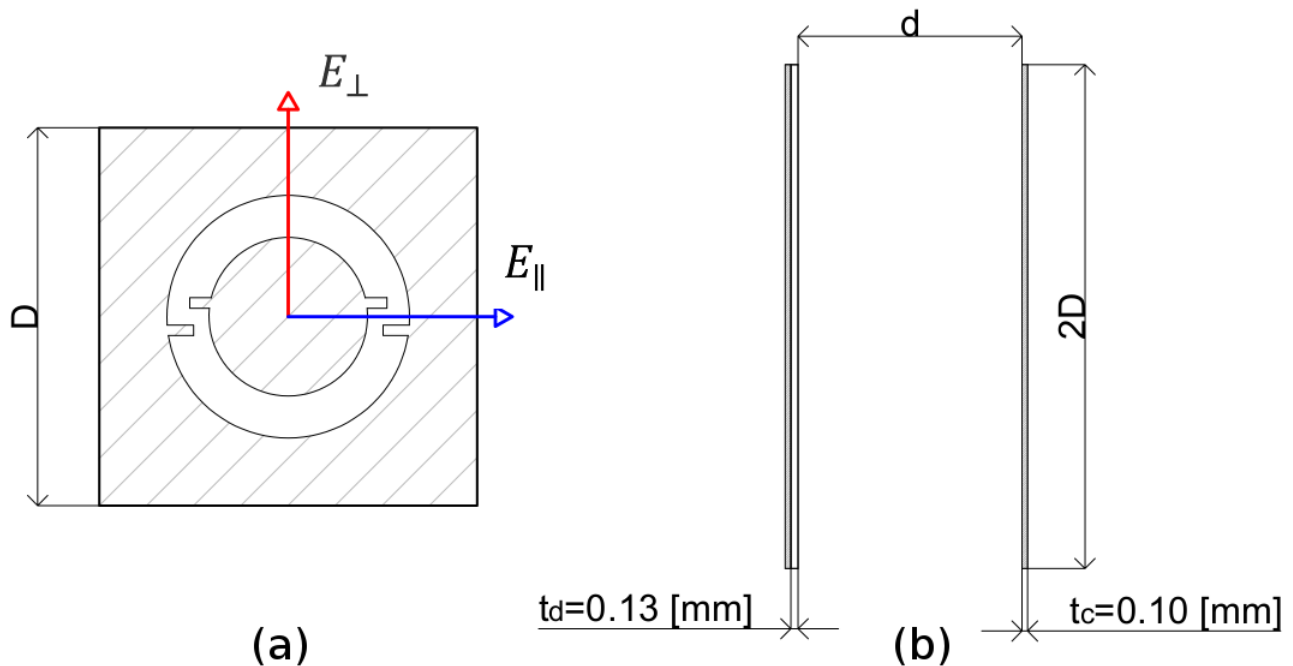 E⊥
E∥
D
(a)
d
2D
td=0.13 [mm]
tc=0.10 [mm]
(b)